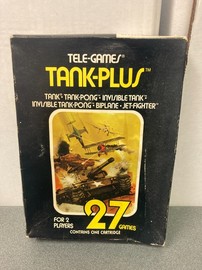 TELE-GAMES®
TANK-PLUS™
TANK™· TANK-PONG™· INVISIBLE TANK™·
INVISIBLE TANK-PONG™· BIPLANE · JET-FIGHTER™
FOR 2
PLAYERS
27 GAMES
CONTAINS ONE CARTRIDGE